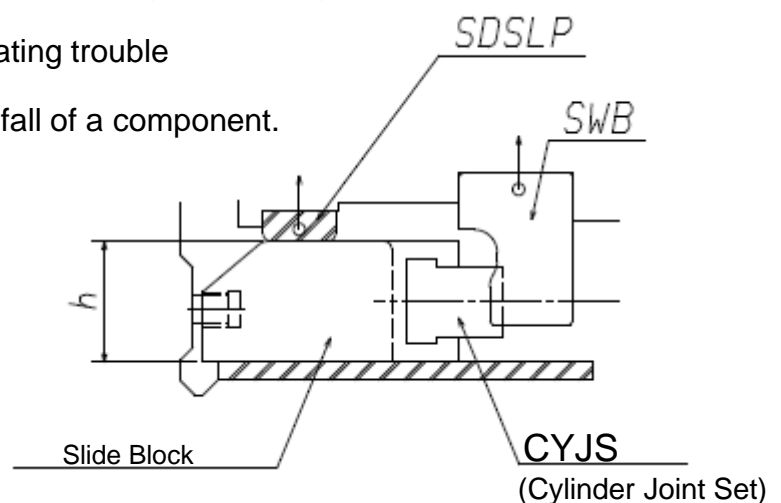 ating trouble
fall of a component.
SDSLP
SWB
h
Slide Block
CYJS
(Cylinder Joint Set)